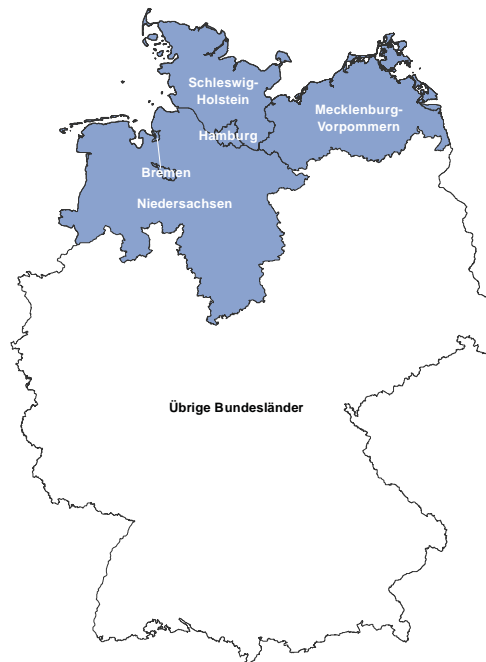 Schleswig-
Holstein
Mecklenburg-
Vorpommern
Hamburg
Bremen
Niedersachsen
Übrige Bundesländer